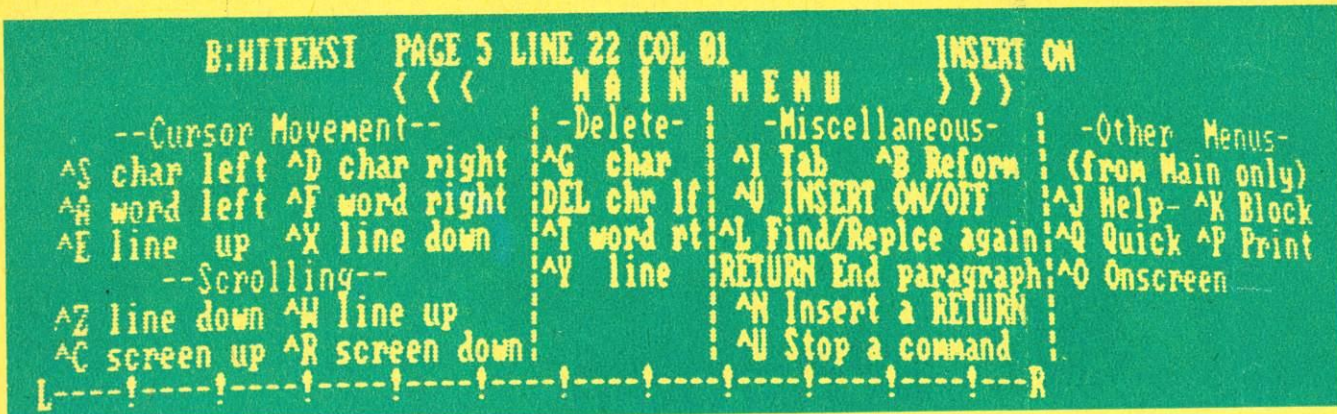 B:HTTEKST PAGE 5 LINE 22 COL 01 INSERT ON
< < < M A I N M E N U > > >
--Cursor Movement-- ¦ -Delete- ¦ -Miscellaneous- ¦ -Other Menus-
^S char left ^D char right ¦^G char ¦ ^I Tab ^B Reform ¦ (from Main only)
^A word left ^F word right ¦DEL chr lf¦ ^V INSERT ON/OFF ¦^J Help- ^K Block
^E line up ^X line down ¦^T word rt¦^L Find/Replce again¦^Q Quick ^P Print
--Scrolling-- ¦^Y line ¦RETURN End paragraph¦^O Onscreen
^Z line down ^W line up ¦ ¦ ^N Insert a RETURN ¦
^C screen up ^R screen down¦ ¦ ^U Stop a command ¦
L----!----!----!----!----!----!----!----!----!----!---R